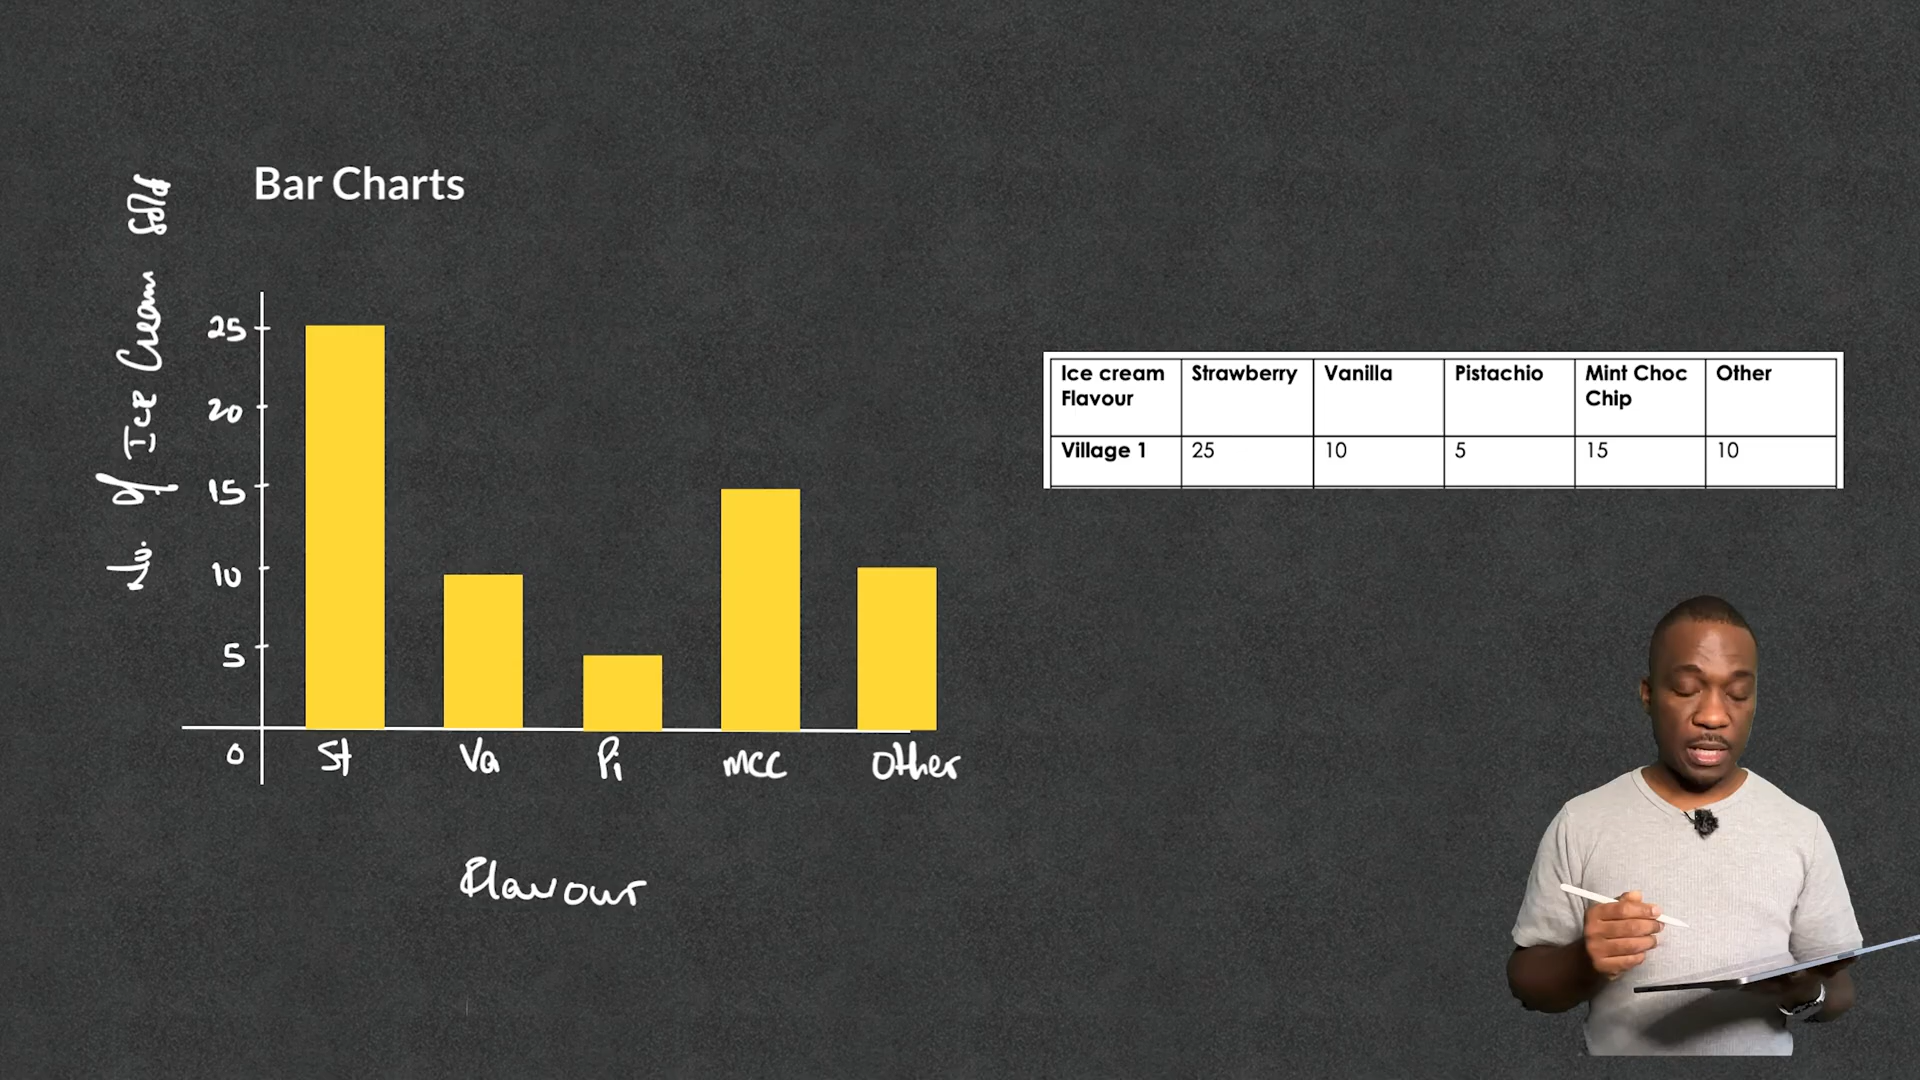 Bar Charts
No. of Ice Cream Sold
25
20
15
10
5
0
St Va Pi MCC Other
Flavour
Ice cream Flavour Strawberry Vanilla Pistachio Mint Choc Chip Other
Village 1 25 10 5 15 10